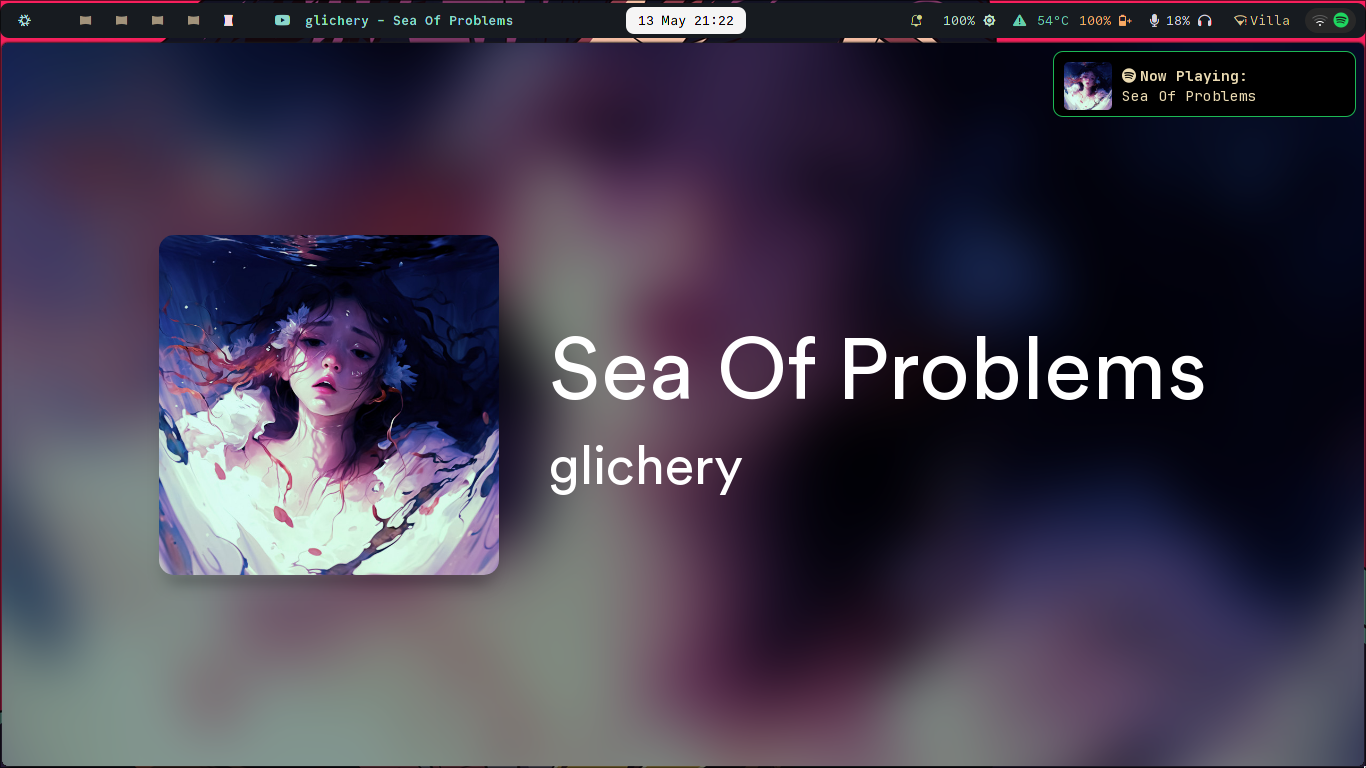 glichery – Sea Of Problems
13 May 21:22
100%
54°C 100%
18%
Villa
Now Playing:
Sea Of Problems
Sea Of Problems
glichery